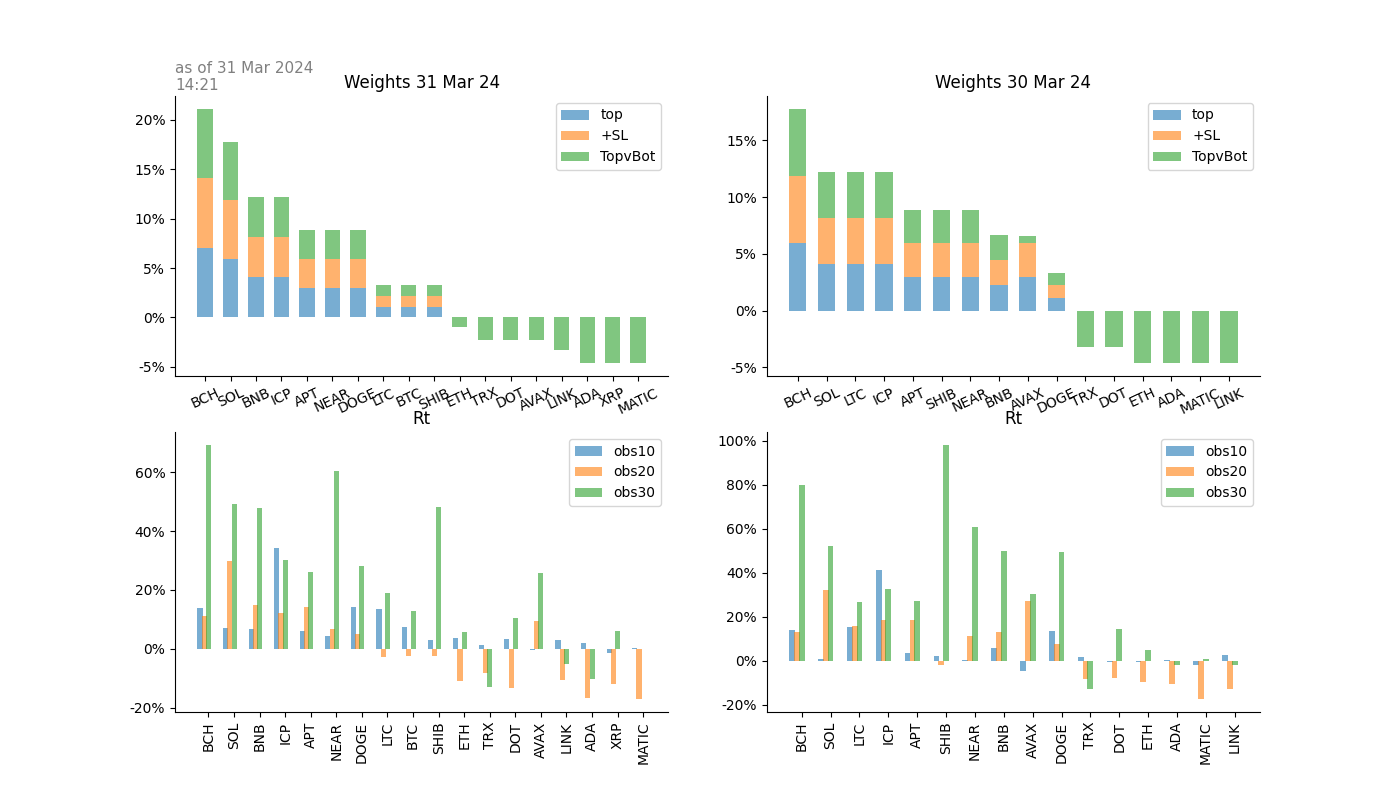 as of 31 Mar 2024
14:21
Weights 31 Mar 24
20%
15%
10%
5%
0%
-5%
top
+SL
TopvBot
BCH SOL BNB ICP APT NEAR DOGE LTC BTC SHIB ETH TRX DOT AVAX LINK ADA XRP MATIC
Weights 30 Mar 24
15%
10%
5%
0%
-5%
top
+SL
TopvBot
BCH SOL LTC ICP APT SHIB NEAR BNB AVAX DOGE TRX DOT ETH ADA MATIC LINK
Rt
60%
40%
20%
0%
-20%
obs10
obs20
obs30
BCH SOL BNB ICP APT NEAR DOGE LTC BTC SHIB ETH TRX DOT AVAX LINK ADA XRP MATIC
Rt
100%
80%
60%
40%
20%
0%
-20%
obs10
obs20
obs30
BCH SOL LTC ICP APT SHIB NEAR BNB AVAX DOGE TRX DOT ETH ADA MATIC LINK